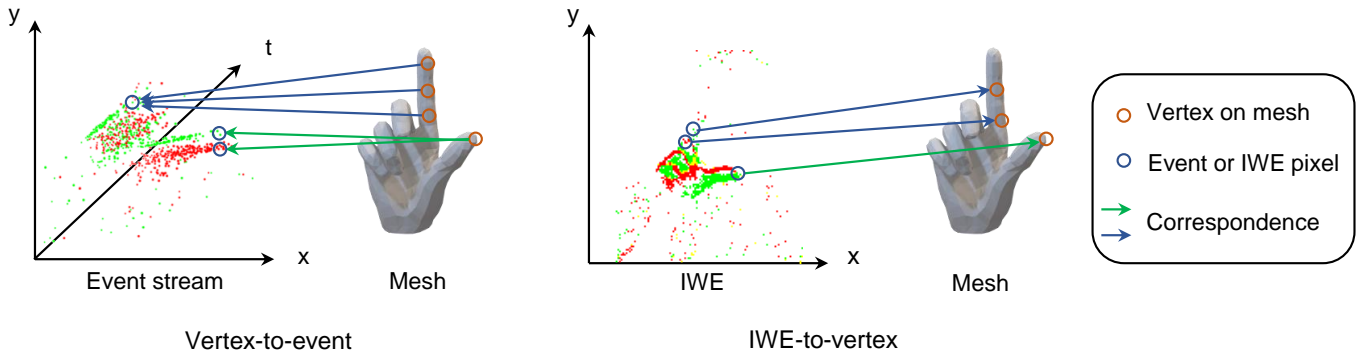 y
t
x
Event stream
Mesh
Vertex-to-event
y
x
IWE
Mesh
IWE-to-vertex
Vertex on mesh
Event or IWE pixel
Correspondence